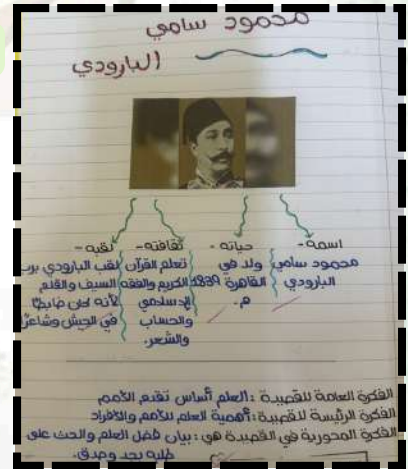 محمود سامي
البارودي
اسمة-
محمود سامي
البارودي
حياته-
ولد في
القاهرة 1839
م.
ثقافته-
تعلم القرآن
الكريم والفقه
الإسلامي
والحساب
والشعر.
لقبه-
لقب البارودي برب
السيف والقلم
لأنه كان ضابطًا
في الجيش وشاعرًا
الفكرة العامة للقصيدة: العلم أساس تقدم الأمم
الفكرة الرئيسة للقصيدة: أهمية العلم للأمم والأفراد
الفكرة المحورية في القصيدة هي: بيان فضل العلم والحث على
طلبه بجد وصدق.